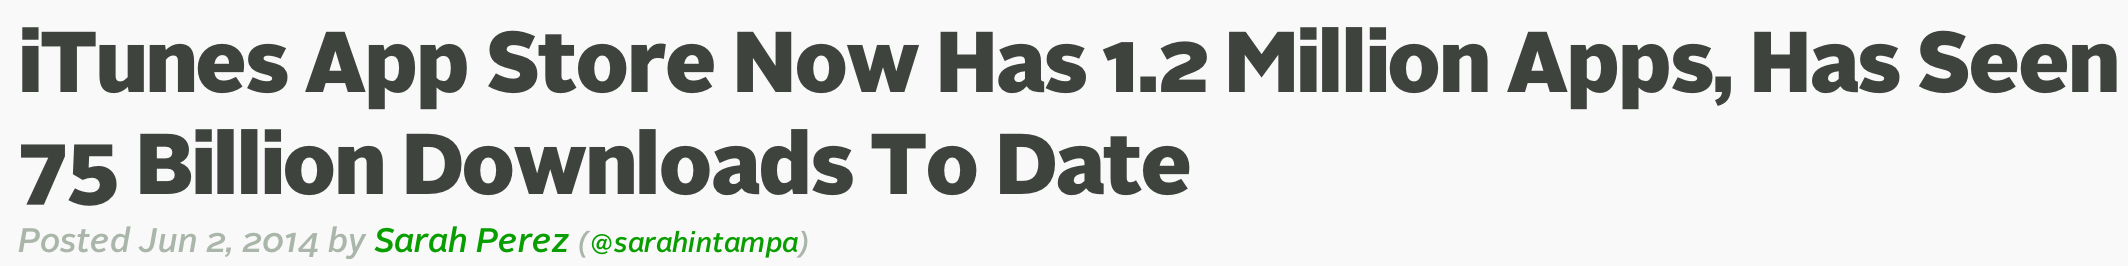 iTunes App Store Now Has 1.2 Million Apps, Has Seen
75 Billion Downloads To Date
Posted Jun 2, 2014 by Sarah Perez (@sarahintampa)